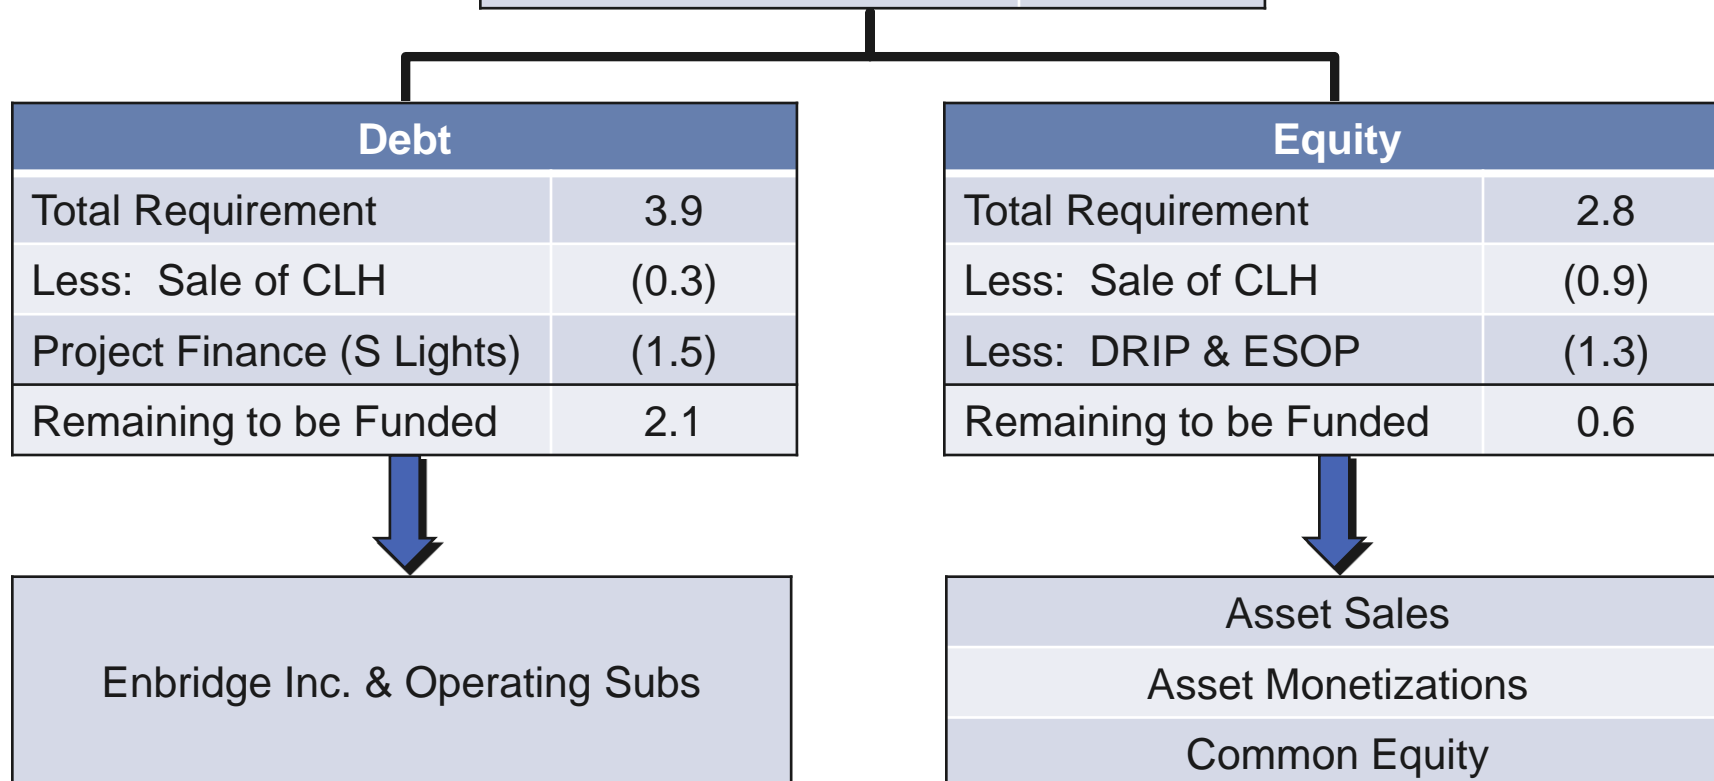 Debt
Total Requirement 3.9
Less: Sale of CLH (0.3)
Project Finance (S Lights) (1.5)
Remaining to be Funded 2.1
Enbridge Inc. & Operating Subs
Equity
Total Requirement 2.8
Less: Sale of CLH (0.9)
Less: DRIP & ESOP (1.3)
Remaining to be Funded 0.6
Asset Sales
Asset Monetizations
Common Equity